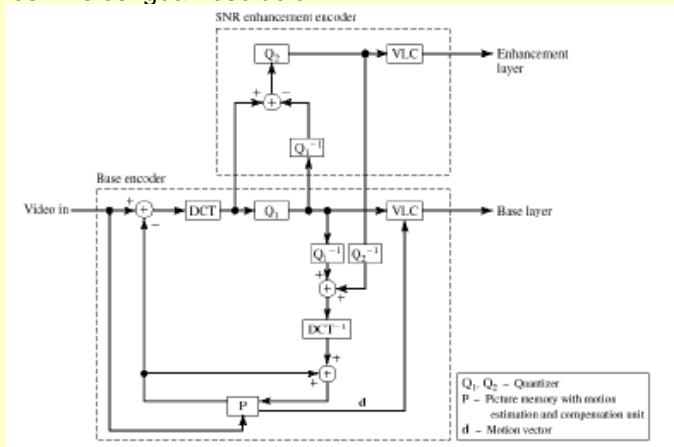 SNR enhancement encoder
Q₂
VLC
Enhancement layer
+
−
+
Q₁⁻¹
Base encoder
Video in
+
+
−
DCT
Q₁
VLC
Base layer
Q₁⁻¹
Q₂⁻¹
+
+
+
DCT⁻¹
+
+
+
P
d
Q₁, Q₂ – Quantizer
P – Picture memory with motion
estimation and compensation unit
d – Motion vector